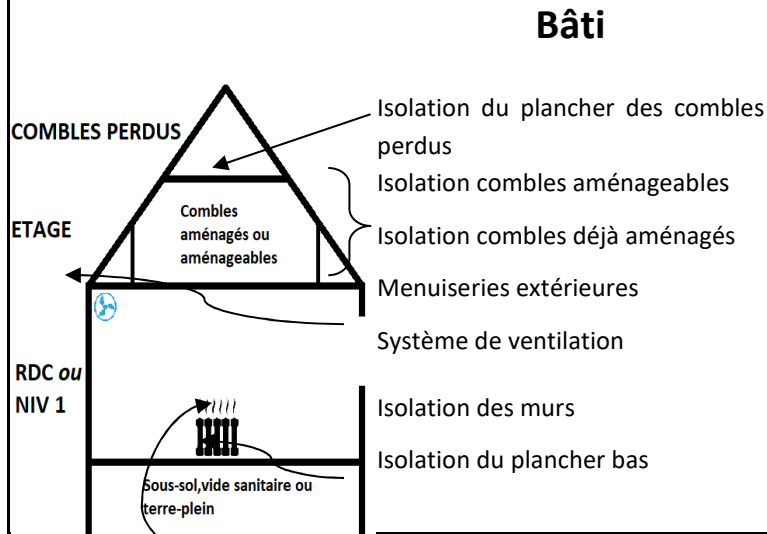 Bâti
COMBLES PERDUS
Isolation du plancher des combles
perdus
Isolation combles aménageables
Combles
aménagés ou
aménageables
ETAGE
Isolation combles déjà aménagés
Menuiseries extérieures
Système de ventilation
RDC ou
NIV 1
Isolation des murs
Isolation du plancher bas
Sous-sol,vide sanitaire ou
terre-plein